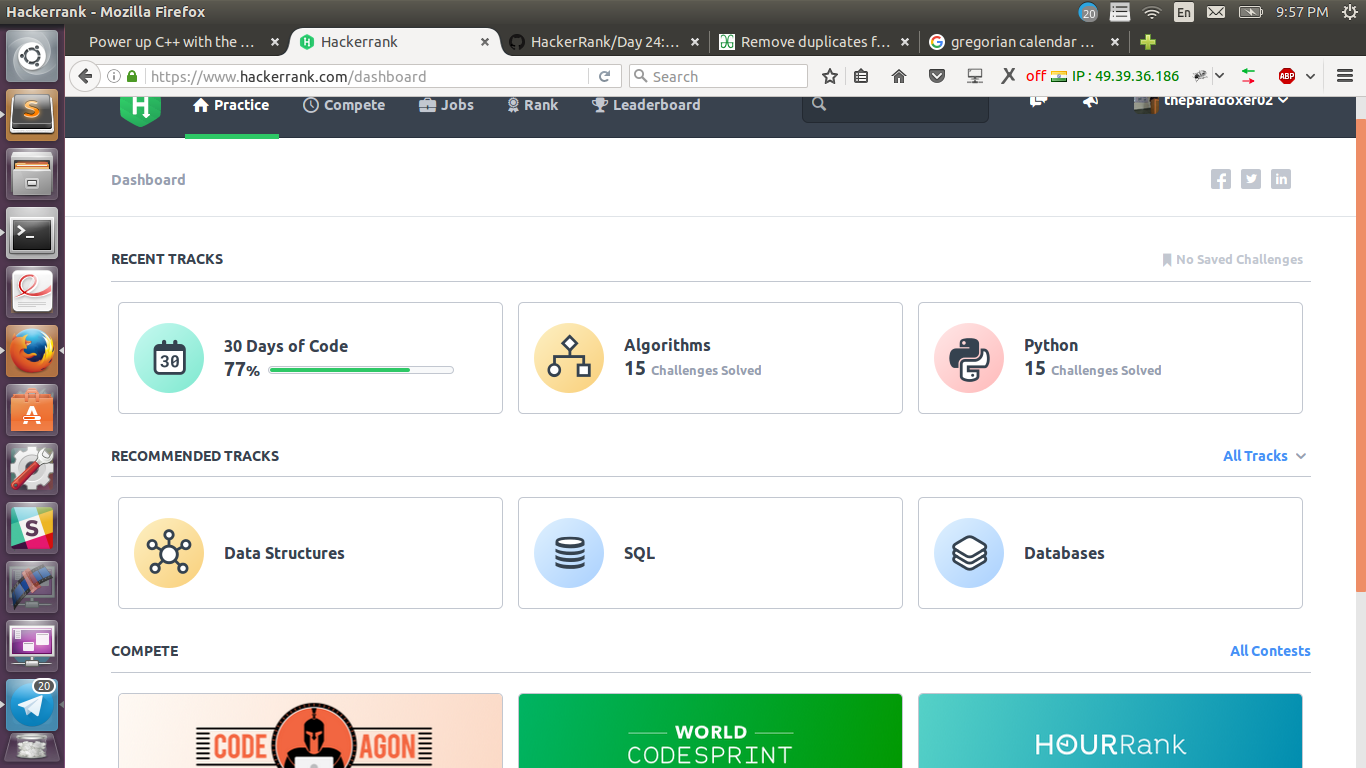 Hackerrank - Mozilla Firefox
20
En
9:57 PM
Power up C++ with the ...
Hackerrank
HackerRank/Day 24:...
Remove duplicates f...
gregorian calendar ...
https://www.hackerrank.com/dashboard
Search
off
IP : 49.39.36.186
ABP
H
Practice
Compete
Jobs
Rank
Leaderboard
theparadoxer02
Dashboard
RECENT TRACKS
No Saved Challenges
30
30 Days of Code
77%
Algorithms
15 Challenges Solved
Python
15 Challenges Solved
RECOMMENDED TRACKS
All Tracks
Data Structures
SQL
Databases
COMPETE
All Contests
CODE AGON
WORLD
CODESPRINT
HOURRank
S
A
S
20